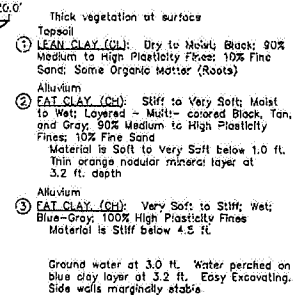 20.0'
Thick vegetation at surface
Topsoil
① LEAN CLAY (CL): Dry to Moist; Black; 90%
Medium to High Plasticity Fines; 10% Fine
Sand; Some Organic Matter (Roots)
Alluvium
② FAT CLAY (CH): Stiff to Very Soft; Moist
to Wet; Layered - Multi- colored Black, Tan,
and Gray; 90% Medium to High Plasticity
Fines; 10% Fine Sand
Material is Soft to Very Soft below 1.0 ft.
Thin orange nodular mineral layer at
3.2 ft. depth
Alluvium
③ FAT CLAY (CH): Very Soft to Stiff; Wet;
Blue-Gray; 100% High Plasticity Fines
Material is Stiff below 4.5 ft.
Ground water at 3.0 ft. Water perched on
blue clay layer at 3.2 ft. Easy Excavating.
Side walls marginally stable.